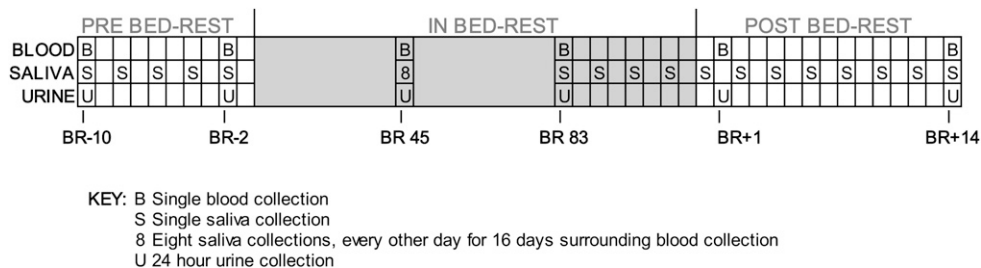 PRE BED-REST IN BED-REST POST BED-REST
BLOOD B B B B B B
SALIVA S S S S S 8 S S S S S S S S S S S S
URINE U U U U U U
BR-10 BR-2 BR 45 BR 83 BR+1 BR+14
KEY: B Single blood collection
S Single saliva collection
8 Eight saliva collections, every other day for 16 days surrounding blood collection
U 24 hour urine collection